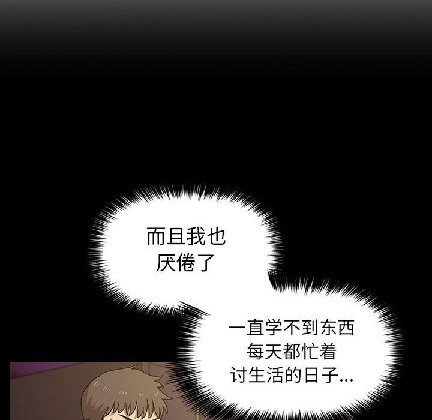 而且我也
厌倦了
一直学不到东西
每天都忙着
讨生活的日子...